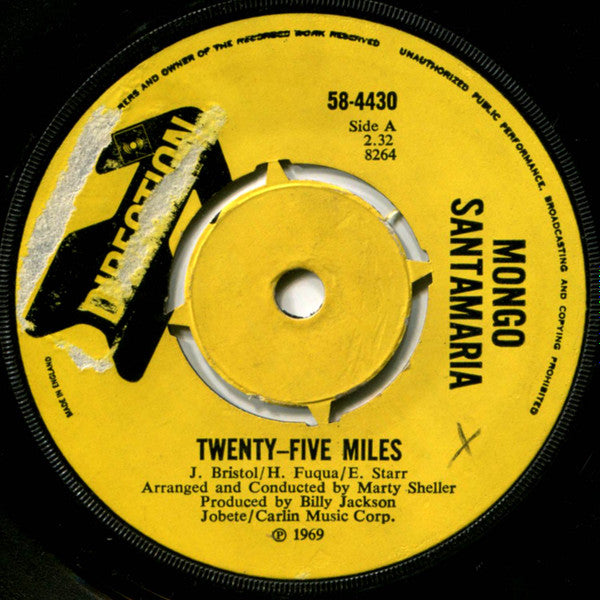 MAKERS AND OWNER OF THE RECORDED WORK RESERVED
UNAUTHORIZED PUBLIC PERFORMANCE, BROADCASTING AND COPYING PROHIBITED
DIRECTION
58-4430
Side A
2.32
8264
MONGO
SANTAMARIA
MADE IN ENGLAND
X
TWENTY-FIVE MILES
J. Bristol/H. Fuqua/E. Starr
Arranged and Conducted by Marty Sheller
Produced by Billy Jackson
Jobete/Carlin Music Corp.
℗ 1969